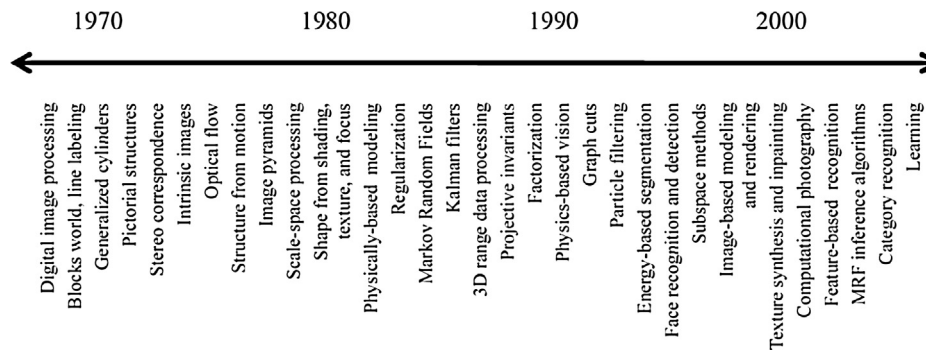 1970 1980 1990 2000
Digital image processing
Blocks world, line labeling
Generalized cylinders
Pictorial structures
Stereo correspondence
Intrinsic images
Optical flow
Structure from motion
Image pyramids
Scale-space processing
Shape from shading,
texture, and focus
Physically-based modeling
Regularization
Markov Random Fields
Kalman filters
3D range data processing
Projective invariants
Factorization
Physics-based vision
Graph cuts
Particle filtering
Energy-based segmentation
Face recognition and detection
Subspace methods
Image-based modeling
and rendering
Texture synthesis and inpainting
Computational photography
Feature-based recognition
MRF inference algorithms
Category recognition
Learning